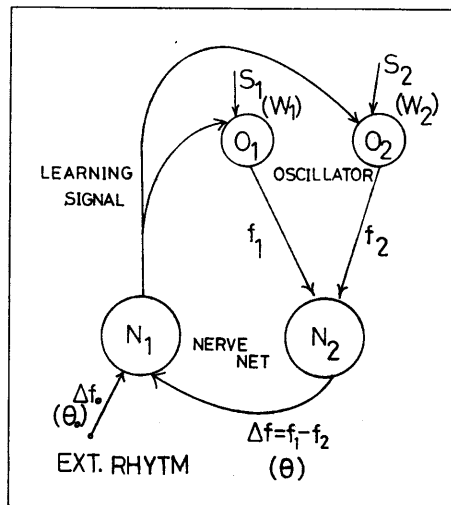 S1
(W1)
S2
(W2)
O1
O2
LEARNING
SIGNAL
OSCILLATOR
f1
f2
N1
NERVE
NET
N2
Δf₀
(θ₀)
EXT. RHYTM
Δf=f1-f2
(θ)